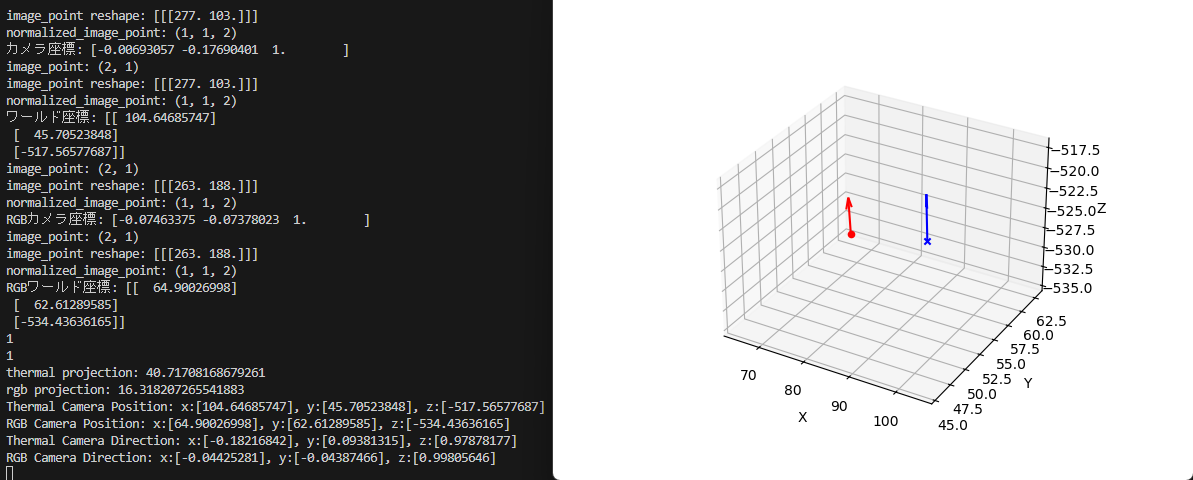 image_point reshape: [[[277. 103.]]]
normalized_image_point: (1, 1, 2)
カメラ座標: [-0.00693057 -0.17690401  1.        ]
image_point: (2, 1)
image_point reshape: [[[277. 103.]]]
normalized_image_point: (1, 1, 2)
ワールド座標: [[ 104.64685747]
 [  45.70523848]
 [-517.56577687]]
image_point: (2, 1)
image_point reshape: [[[263. 188.]]]
normalized_image_point: (1, 1, 2)
RGBカメラ座標: [-0.07463375 -0.07378023  1.        ]
image_point: (2, 1)
image_point reshape: [[[263. 188.]]]
normalized_image_point: (1, 1, 2)
RGBワールド座標: [[  64.90026998]
 [  62.61289585]
 [-534.43636165]]
1
1
thermal projection: 40.71708168679261
rgb projection: 16.318207265541883
Thermal Camera Position: x:[104.64685747], y:[45.70523848], z:[-517.56577687]
RGB Camera Position: x:[64.90026998], y:[62.61289585], z:[-534.43636165]
Thermal Camera Direction: x:[-0.18216842], y:[0.09381315], z:[0.97878177]
RGB Camera Direction: x:[-0.04425281], y:[-0.04387466], z:[0.99805646]
−517.5
−520.0
−522.5
−525.0
Z
−527.5
−530.0
−532.5
−535.0
62.5
60.0
57.5
55.0
52.5
Y
50.0
47.5
45.0
70
80
90
100
X